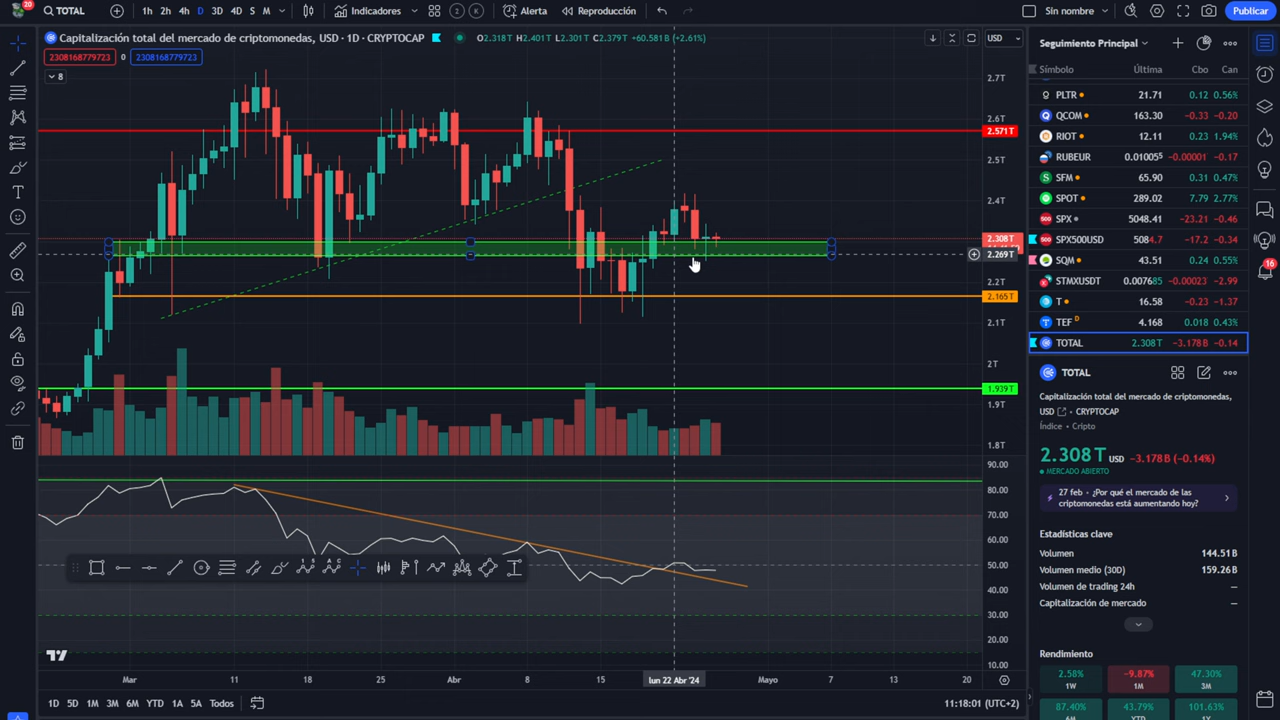 20
TOTAL
1h 2h 4h D 3D 4D S M
Indicadores
2
K
Alerta
Reproducción
Sin nombre
Publicar
Capitalización total del mercado de criptomonedas, USD · 1D · CRYPTOCAP
O2.318T H2.401T L2.301T C2.379T +60.581B (+2.61%)
USD
2308168779723 0 2308168779723
8
2.7T
2.6T
2.571T
2.5T
2.4T
2.308T
2.269T
2.2T
2.165T
2.1T
2T
1.939T
1.9T
1.8T
90.00
80.00
70.00
60.00
50.00
40.00
30.00
20.00
10.00
Mar 11 18 25 Abr 8 15 lun 22 Abr '24 Mayo 7 13 20
1D 5D 1M 3M 6M YTD 1A 5A Todos
11:18:01 (UTC+2)
Seguimiento Principal
Símbolo Última Cbo Can
PLTR 21.71 0.12 0.56%
QCOM 163.30 -0.33 -0.20
RIOT 12.11 0.23 1.94%
RUBEUR 0.01005⁵ -0.00001 -0.17
SFM 65.90 0.31 0.47%
SPOT 289.02 7.79 2.77%
500 SPX 5048.41 -23.21 -0.46
500 SPX500USD 5084.7 -17.2 -0.34
SQM 43.51 0.24 0.55%
STMXUSDT 0.007685 -0.00023 -2.99
T 16.58 -0.23 -1.37
TEF D 4.168 0.018 0.43%
TOTAL 2.308T -3.178B -0.14
16
TOTAL
Capitalización total del mercado de criptomonedas,
USD · CRYPTOCAP
Índice · Cripto
2.308T USD -3.178B (-0.14%)
MERCADO ABIERTO
27 feb · ¿Por qué el mercado de las
criptomonedas está aumentando hoy?
Estadísticas clave
Volumen 144.51B
Volumen medio (30D) 159.26B
Volumen de trading 24h —
Capitalización de mercado —
Rendimiento
2.58% -9.87% 47.30%
1W 1M 3M
87.40% 43.79% 101.63%